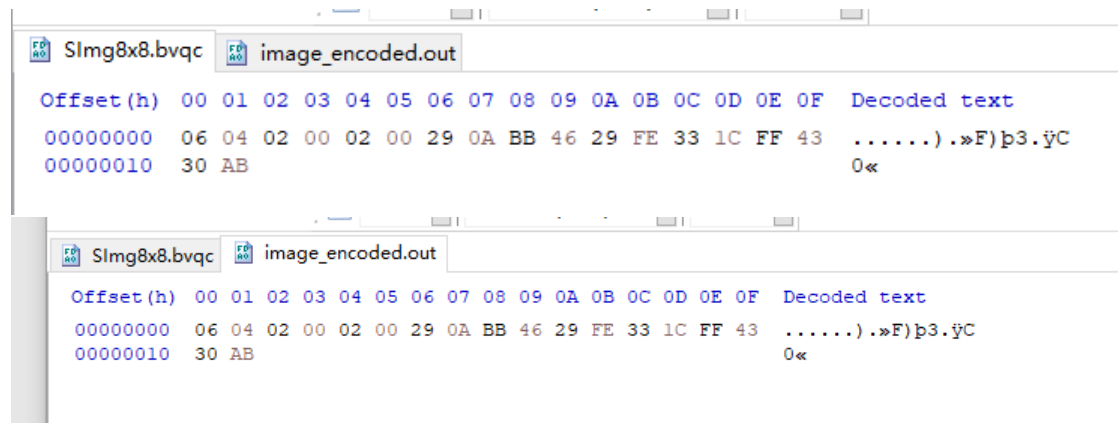 SImg8x8.bvqc image_encoded.out
Offset(h) 00 01 02 03 04 05 06 07 08 09 0A 0B 0C 0D 0E 0F Decoded text
00000000 06 04 02 00 02 00 29 0A BB 46 29 FE 33 1C FF 43 ......).»F)þ3.ÿC
00000010 30 AB 0«
SImg8x8.bvqc image_encoded.out
Offset(h) 00 01 02 03 04 05 06 07 08 09 0A 0B 0C 0D 0E 0F Decoded text
00000000 06 04 02 00 02 00 29 0A BB 46 29 FE 33 1C FF 43 ......).»F)þ3.ÿC
00000010 30 AB 0«